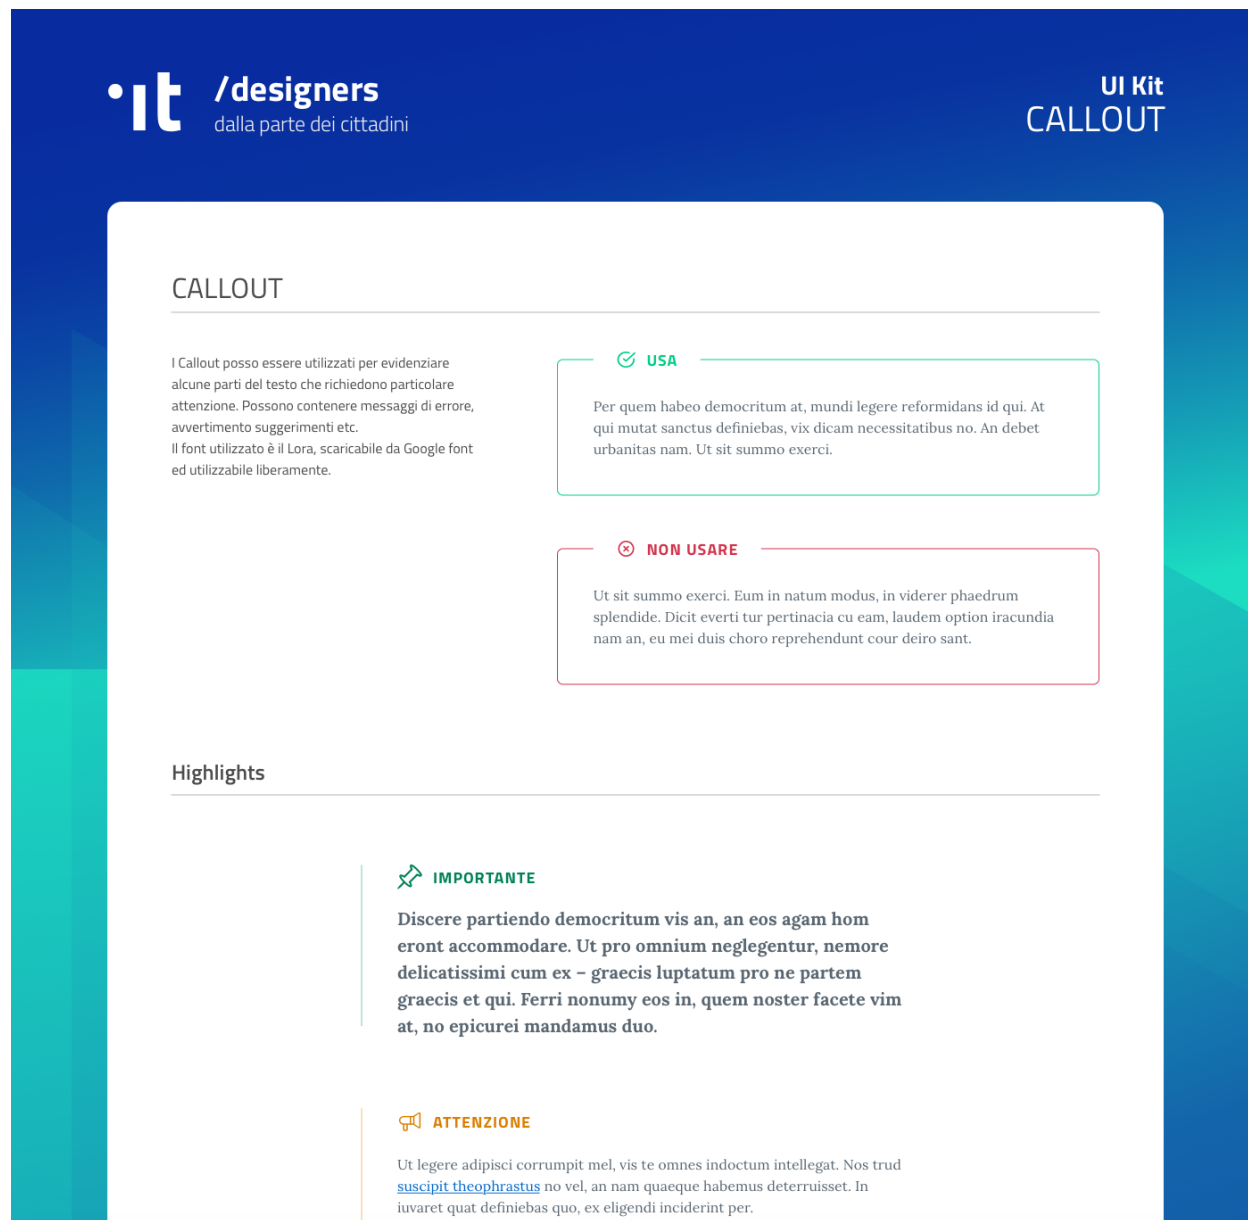 it
/designers
dalla parte dei cittadini
UI Kit
CALLOUT
CALLOUT
I Callout posso essere utilizzati per evidenziare
alcune parti del testo che richiedono particolare
attenzione. Possono contenere messaggi di errore,
avvertimento suggerimenti etc.
Il font utilizzato è il Lora, scaricabile da Google font
ed utilizzabile liberamente.
USA
Per quem habeo democritum at, mundi legere reformidans id qui. At
qui mutat sanctus definiebas, vix dicam necessitatibus no. An debet
urbanitas nam. Ut sit summo exerci.
NON USARE
Ut sit summo exerci. Eum in natum modus, in viderer phaedrum
splendide. Dicit everti tur pertinacia cu eam, laudem option iracundia
nam an, eu mei duis choro reprehendunt cour deiro sant.
Highlights
IMPORTANTE
Discere partiendo democritum vis an, an eos agam hom
eront accommodare. Ut pro omnium neglegentur, nemore
delicatissimi cum ex – graecis luptatum pro ne partem
graecis et qui. Ferri nonumy eos in, quem noster facete vim
at, no epicurei mandamus duo.
ATTENZIONE
Ut legere adipisci corrumpit mel, vis te omnes indoctum intellegat. Nos trud
suscipit theophrastus no vel, an nam quaeque habemus deterruisset. In
iuvaret quat definiebas quo, ex eligendi inciderint per.